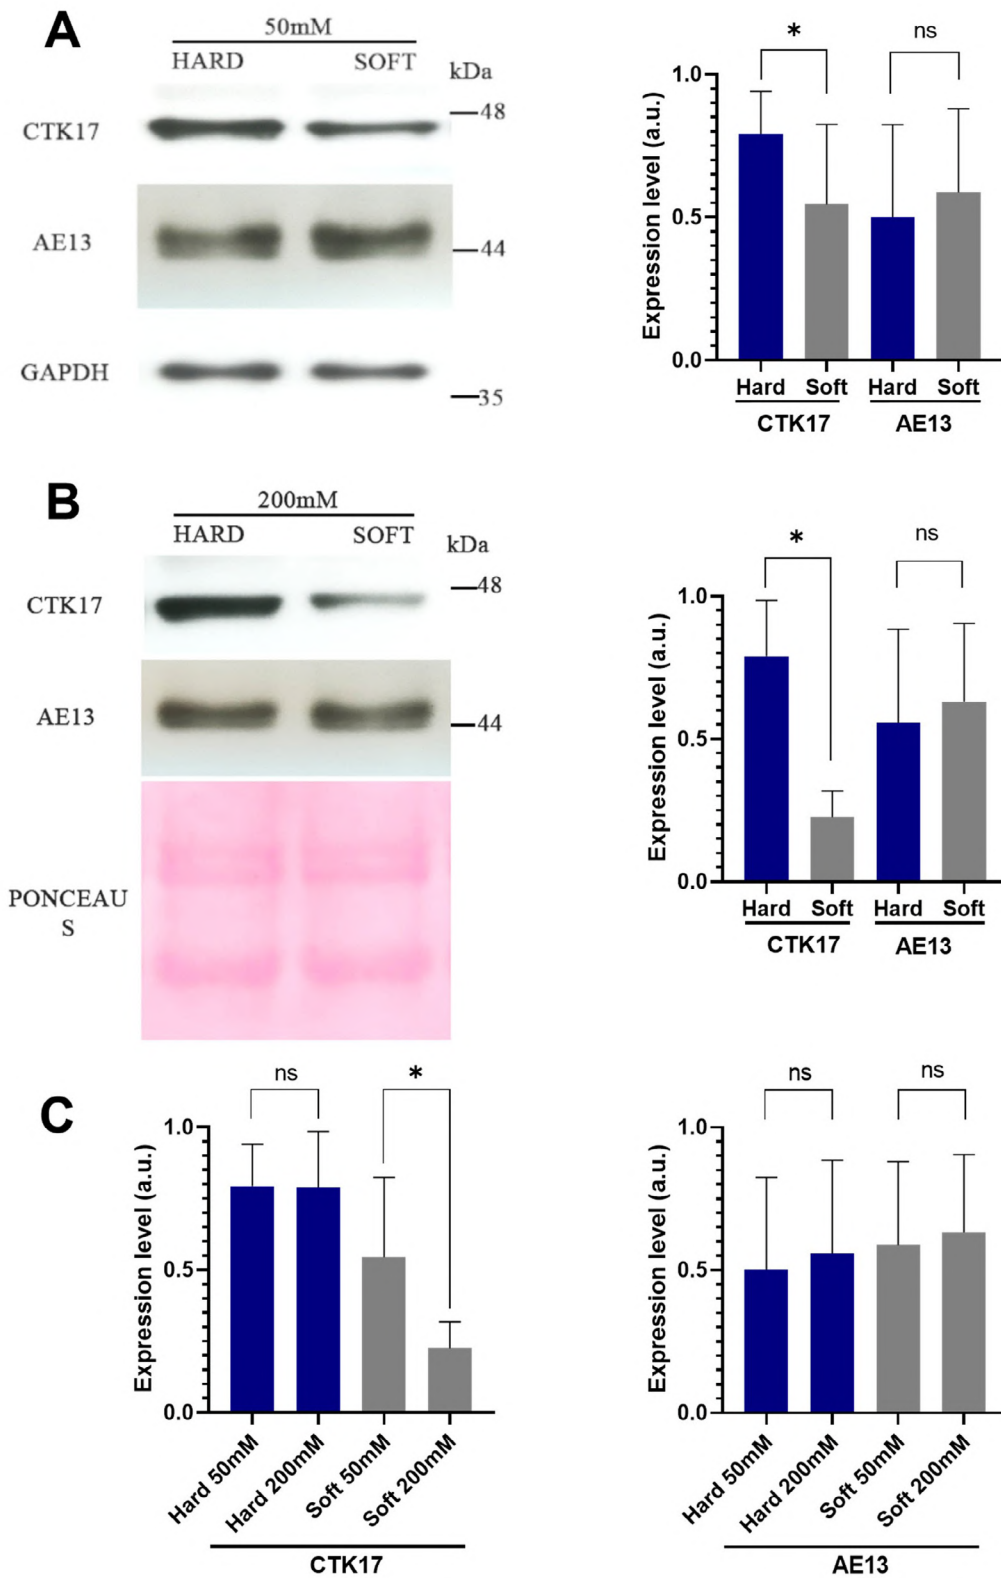 A
50mM
HARD SOFT
kDa
CTK17
48
AE13
44
GAPDH
35
* ns
Expression level (a.u.)
1.0
0.5
0.0
Hard Soft Hard Soft
CTK17 AE13
B
200mM
HARD SOFT
kDa
CTK17
48
AE13
44
PONCEAU
S
* ns
Expression level (a.u.)
1.0
0.5
0.0
Hard Soft Hard Soft
CTK17 AE13
C
ns *
Expression level (a.u.)
1.0
0.5
0.0
Hard 50mM
Hard 200mM
Soft 50mM
Soft 200mM
CTK17
ns ns
Expression level (a.u.)
1.0
0.5
0.0
Hard 50mM
Hard 200mM
Soft 50mM
Soft 200mM
AE13